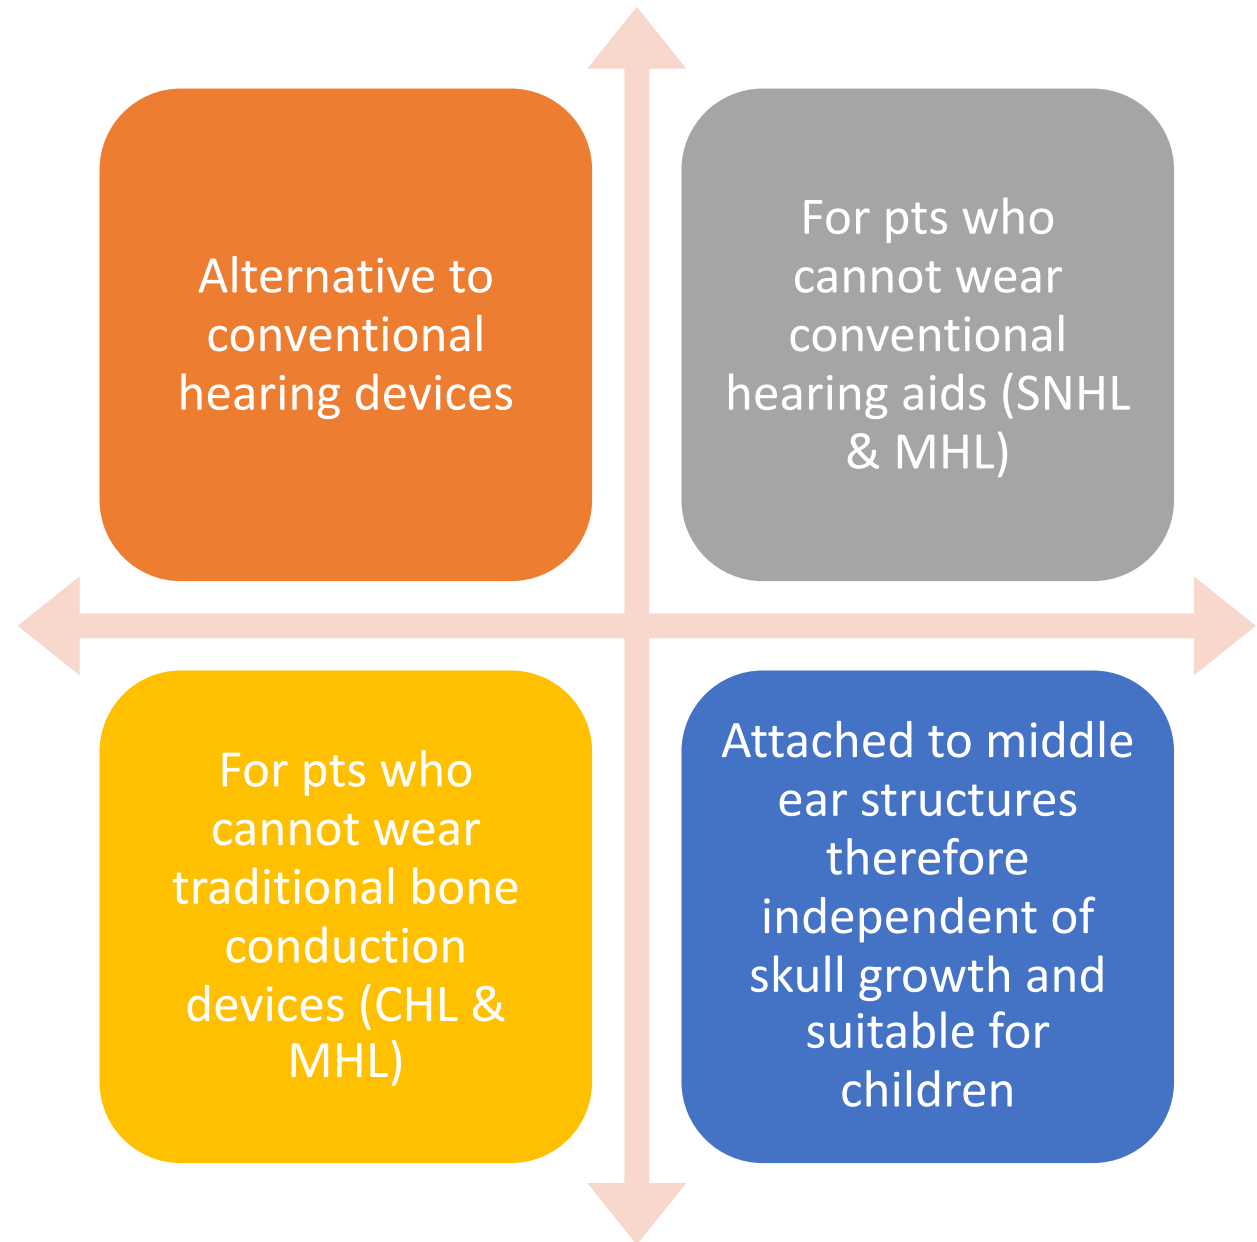 Alternative to
conventional
hearing devices
For pts who
cannot wear
conventional
hearing aids (SNHL
& MHL)
For pts who
cannot wear
traditional bone
conduction
devices (CHL &
MHL)
Attached to middle
ear structures
therefore
independent of
skull growth and
suitable for
children